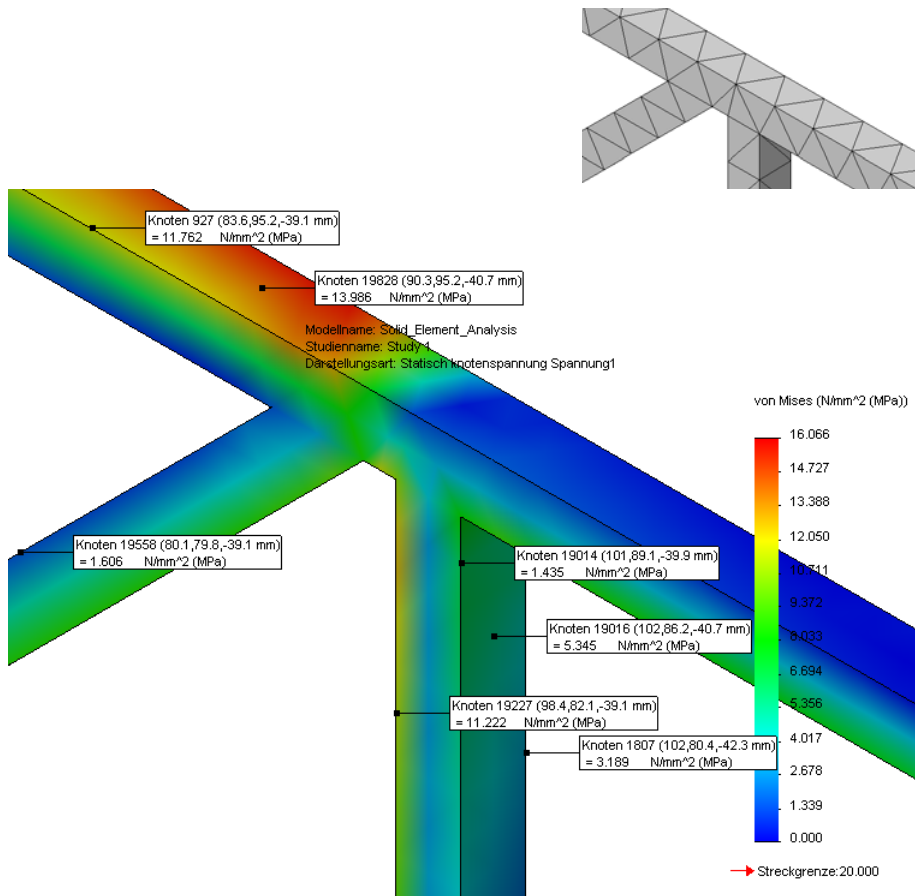 Knoten 927 (83.6,95.2,-39.1 mm)
= 11.762 N/mm^2 (MPa)
Knoten 19828 (90.3,95.2,-40.7 mm)
= 13.986 N/mm^2 (MPa)
Modellname: Solid_Element_Analysis
Studienname: Study 1
Darstellungsart: Statisch knotenspannung Spannung1
von Mises (N/mm^2 (MPa))
16.066
14.727
13.388
12.050
10.711
9.372
8.033
6.694
5.356
4.017
2.678
1.339
0.000
Streckgrenze:20.000
Knoten 19558 (80.1,79.8,-39.1 mm)
= 1.606 N/mm^2 (MPa)
Knoten 19014 (101,89.1,-39.9 mm)
= 1.435 N/mm^2 (MPa)
Knoten 19016 (102,86.2,-40.7 mm)
= 5.345 N/mm^2 (MPa)
Knoten 19227 (98.4,82.1,-39.1 mm)
= 11.222 N/mm^2 (MPa)
Knoten 1807 (102,80.4,-42.3 mm)
= 3.189 N/mm^2 (MPa)